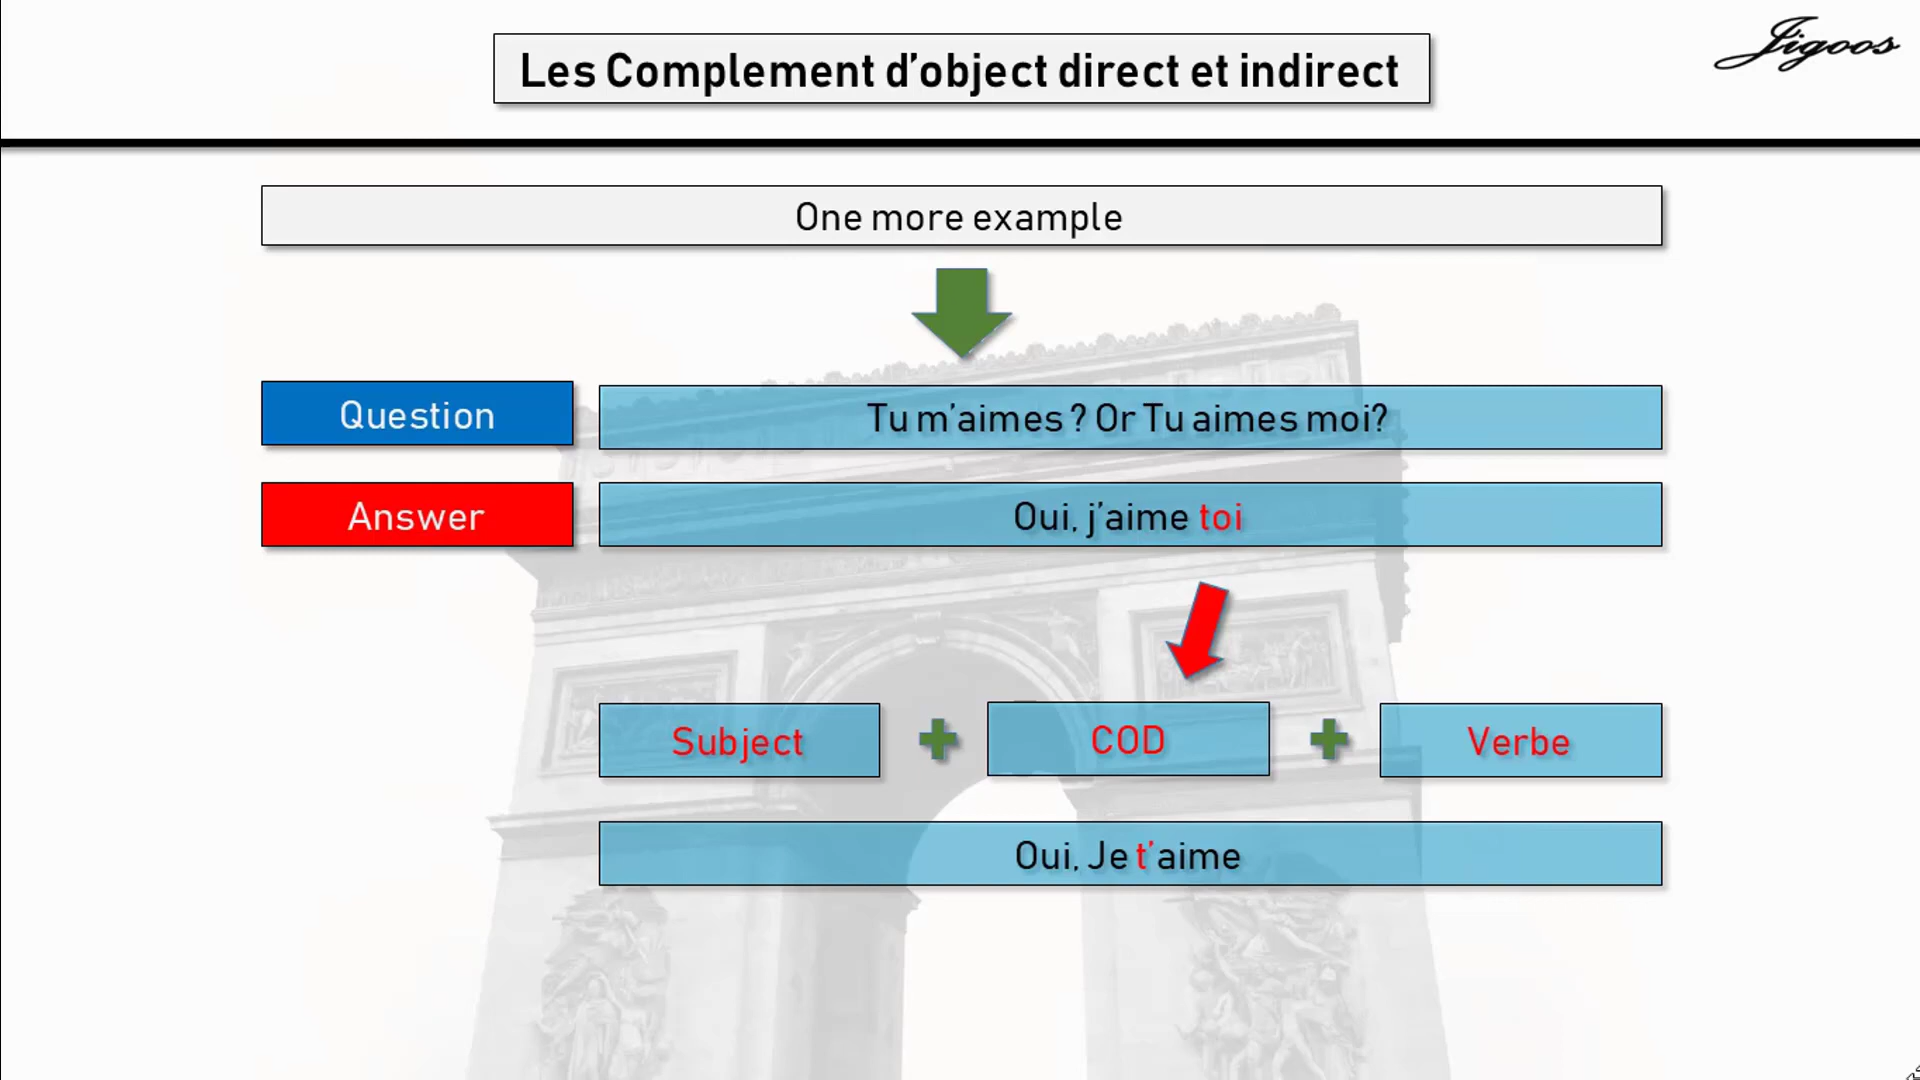 Les Complement d’object direct et indirect
Jigoos
One more example
Question
Tu m’aimes ? Or Tu aimes moi?
Answer
Oui, j’aime toi
Subject
COD
Verbe
Oui, Je t’aime